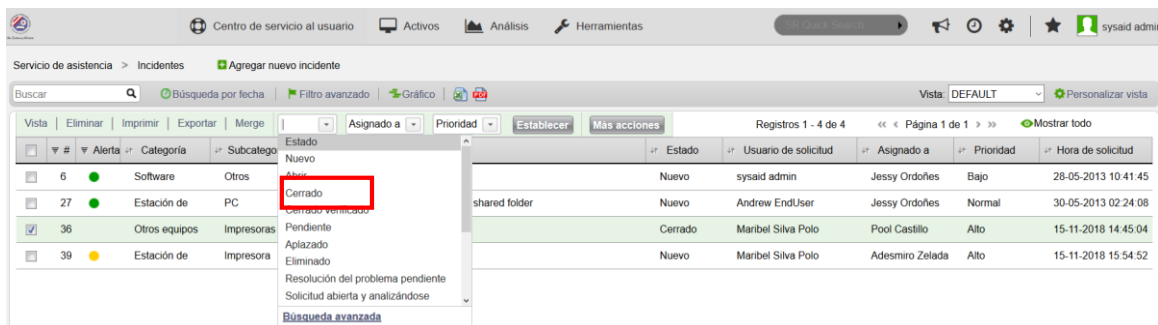 Centro de servicio al usuario Activos Análisis Herramientas SR Quick Search sysaid admi
Servicio de asistencia > Incidentes Agregar nuevo incidente
Buscar Búsqueda por fecha | Filtro avanzado | Gráfico | Vista: DEFAULT Personalizar vista
Vista | Eliminar | Imprimir | Exportar | Merge Asignado a Prioridad Establecer Más acciones Registros 1 - 4 de 4 Página 1 de 1 Mostrar todo
# Alerta Categoría Subcatego Estado Usuario de solicitud Asignado a Prioridad Hora de solicitud
6 Software Otros Nuevo sysaid admin Jessy Ordoñes Bajo 28-05-2013 10:41:45
27 Estación de PC shared folder Nuevo Andrew EndUser Jessy Ordoñes Normal 30-05-2013 02:24:08
36 Otros equipos Impresoras Cerrado Maribel Silva Polo Pool Castillo Alto 15-11-2018 14:45:04
39 Estación de Impresora Nuevo Maribel Silva Polo Adesmiro Zelada Alto 15-11-2018 15:54:52
Estado
Nuevo
Abrir
Cerrado
Cerrado verificado
Pendiente
Aplazado
Eliminado
Resolución del problema pendiente
Solicitud abierta y analizándose
Búsqueda avanzada